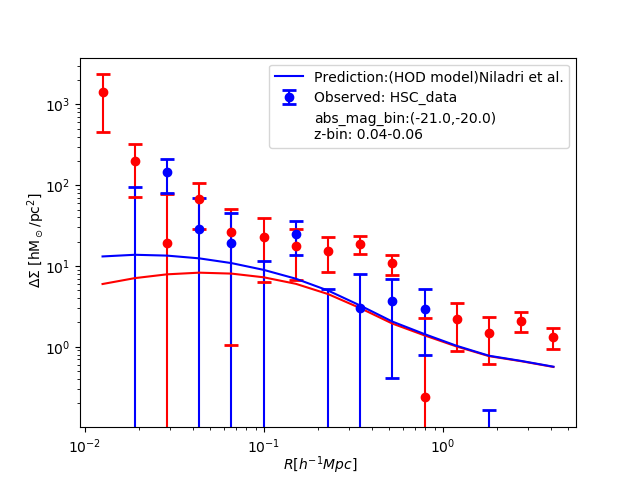 Prediction:(HOD model)Niladri et al.
Observed: HSC_data
abs_mag_bin:(-21.0,-20.0)
z-bin: 0.04-0.06
ΔΣ [hM☉/pc²]
10³
10²
10¹
10⁰
10⁻²
10⁻¹
10⁰
R[h⁻¹Mpc]